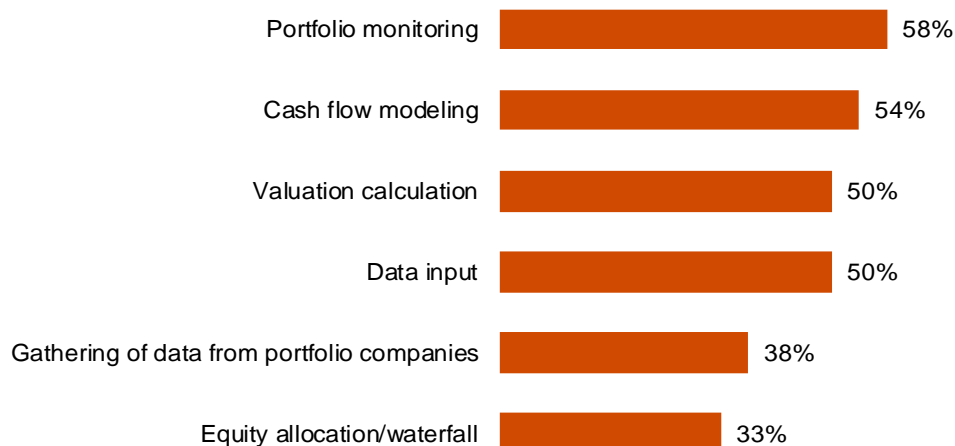 Portfolio monitoring 58%
Cash flow modeling 54%
Valuation calculation 50%
Data input 50%
Gathering of data from portfolio companies 38%
Equity allocation/waterfall 33%